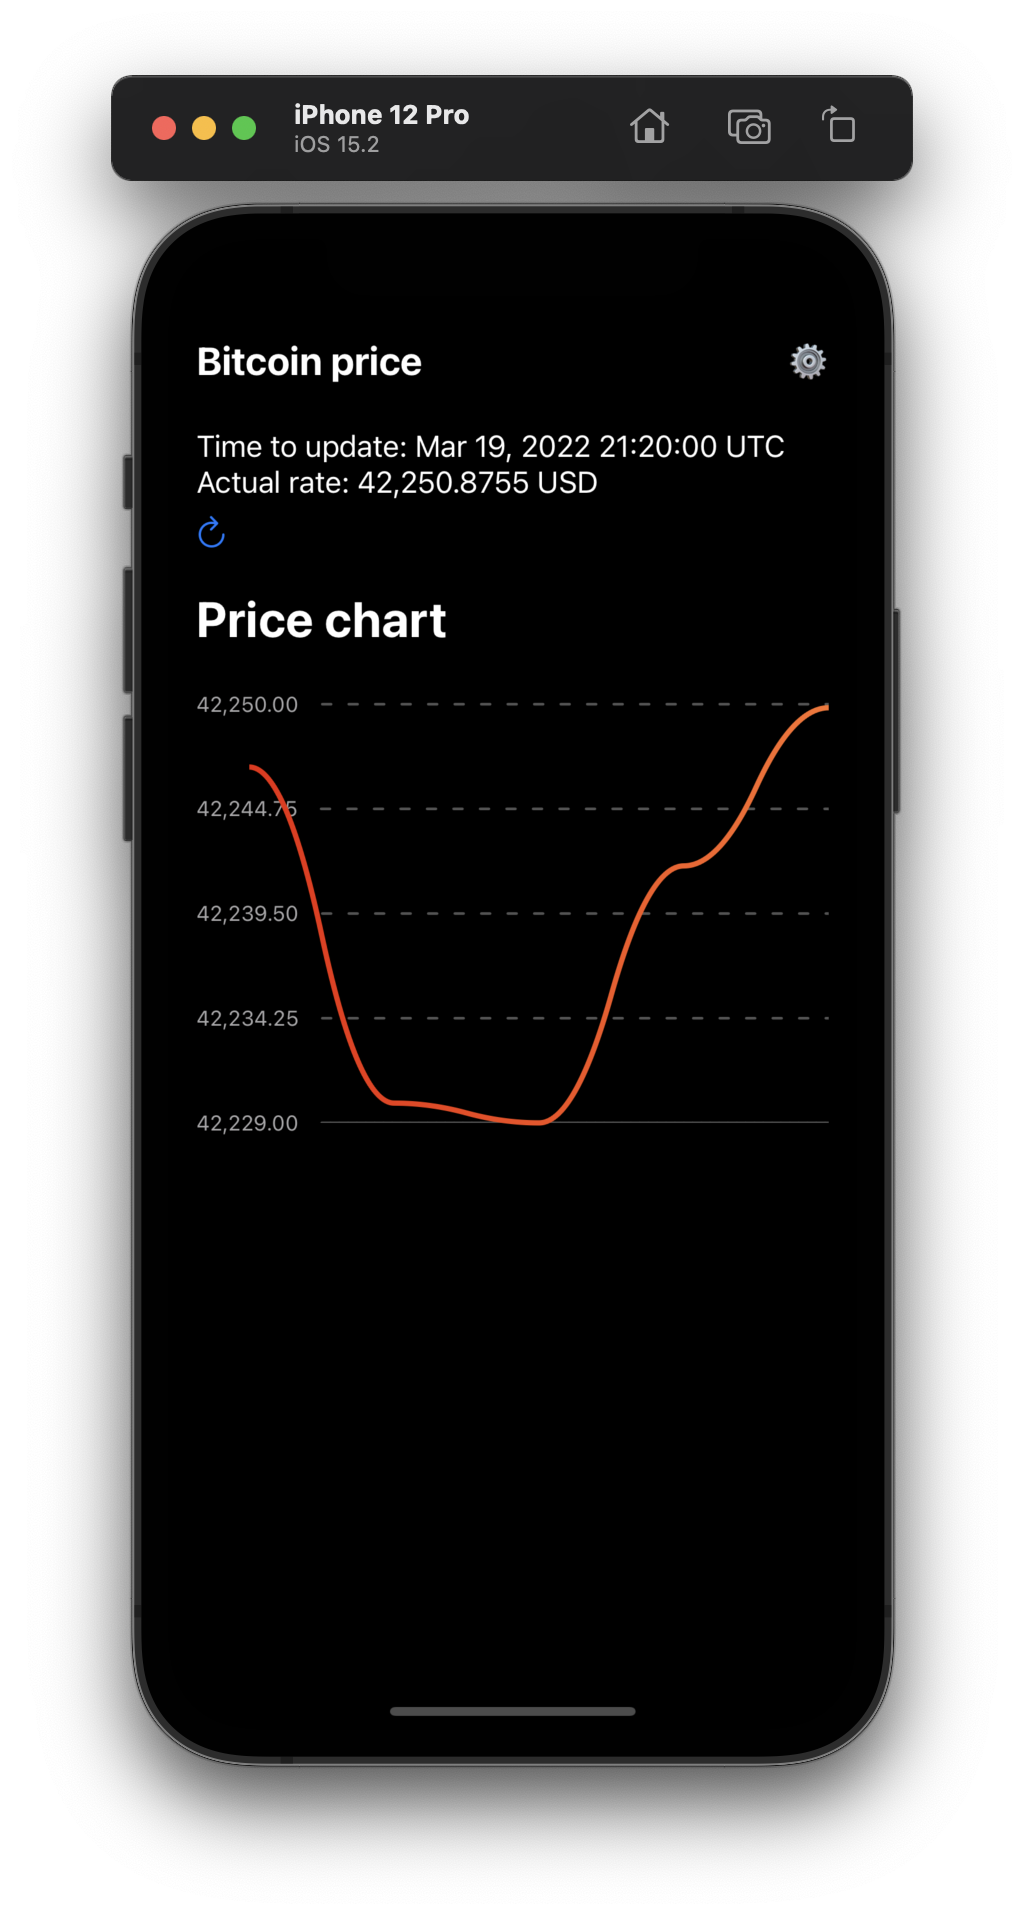 iPhone 12 Pro
iOS 15.2
Bitcoin price
Time to update: Mar 19, 2022 21:20:00 UTC
Actual rate: 42,250.8755 USD
Price chart
42,250.00
42,244.75
42,239.50
42,234.25
42,229.00